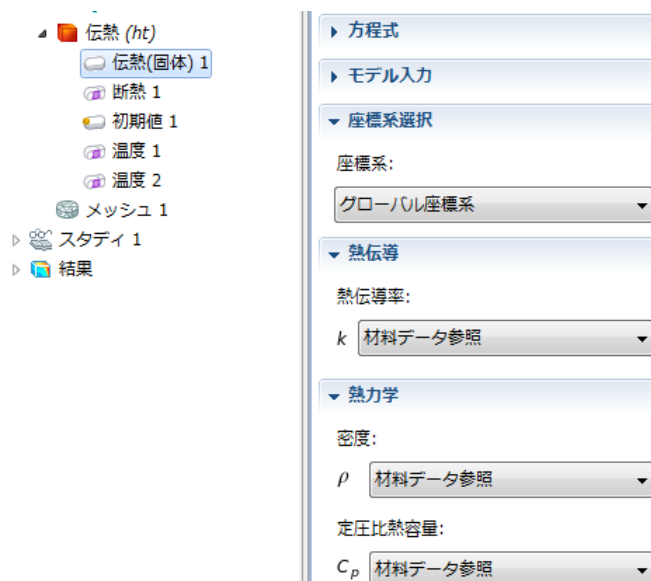 伝熱 (ht)
伝熱(固体) 1
断熱 1
初期値 1
温度 1
温度 2
メッシュ 1
スタディ 1
結果
方程式
モデル入力
座標系選択
座標系:
グローバル座標系
熱伝導
熱伝導率:
k 材料データ参照
熱力学
密度:
ρ 材料データ参照
定圧比熱容量:
Cp 材料データ参照